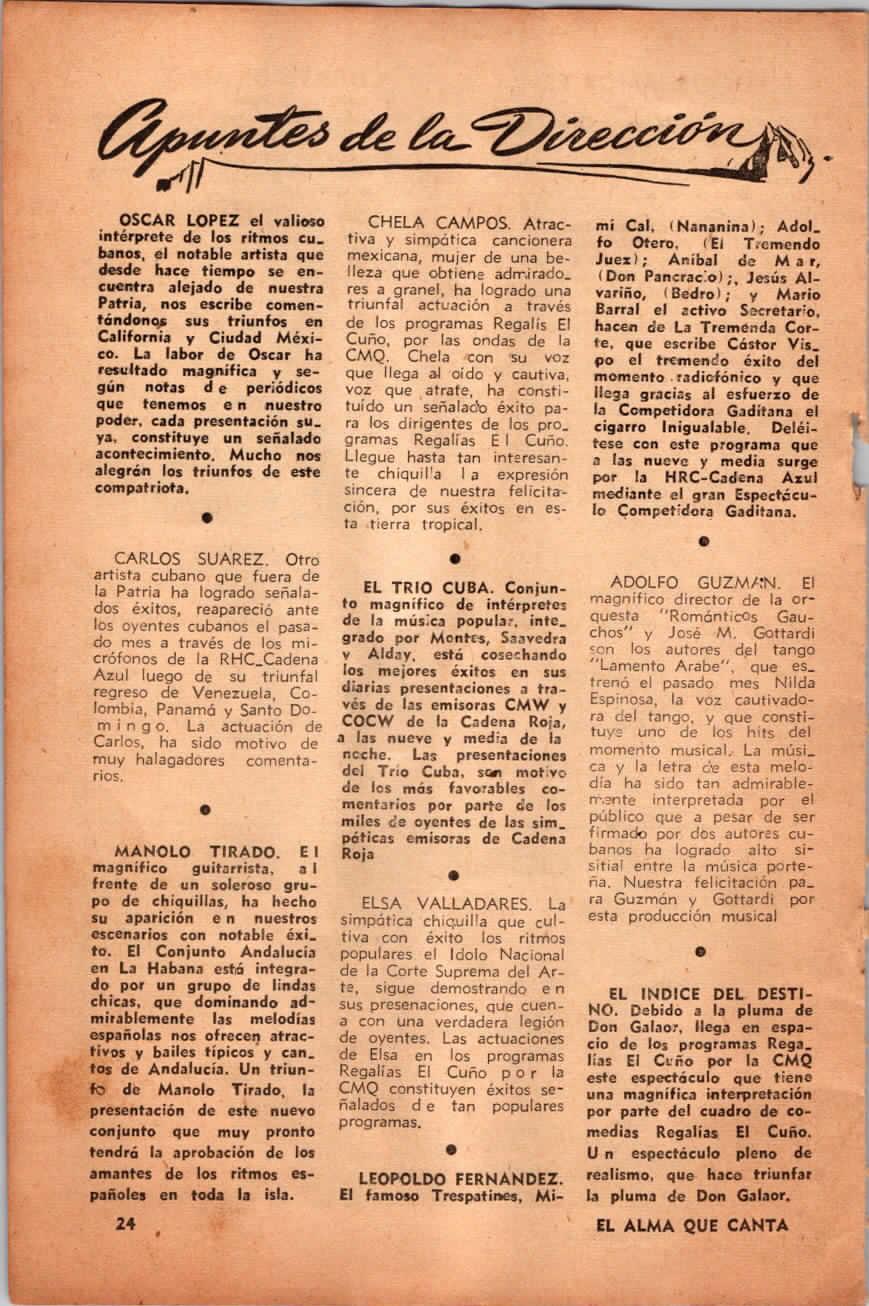 Apuntes de la Dirección
OSCAR LOPEZ el valioso
intérprete de los ritmos cu-
banos, el notable artista que
desde hace tiempo se en-
cuentra alejado de nuestra
Patria, nos escribe comen-
tándonos sus triunfos en
California y Ciudad Méxi-
co. La labor de Oscar ha
resultado magnífica y se-
gún notas de periódicos
que tenemos en nuestro
poder, cada presentación su-
ya, constituye un señalado
acontecimiento. Mucho nos
alegrán los triunfos de este
compatriota.
CARLOS SUAREZ. Otro
artista cubano que fuera de
la Patria ha logrado señala-
dos éxitos, reapareció ante
los oyentes cubanos el pasa-
do mes a través de los mi-
crófonos de la RHC-Cadena
Azul luego de su triunfal
regreso de Venezuela, Co-
lombia, Panamá y Santo Do-
mingo. La actuación de
Carlos, ha sido motivo de
muy halagadores comenta-
rios.
MANOLO TIRADO. El
magnífico guitarrista, al
frente de un soleroso gru-
po de chiquillas, ha hecho
su aparición en nuestros
escenarios con notable éxi-
to. El Conjunto Andalucía
en La Habana está integra-
do por un grupo de lindas
chicas, que dominando ad-
mirablemente las melodías
españolas nos ofrecen atrac-
tivos y bailes típicos y can-
tos de Andalucía. Un triun-
fo de Manolo Tirado, la
presentación de este nuevo
conjunto que muy pronto
tendrá la aprobación de los
amantes de los ritmos es-
pañoles en toda la isla.
CHELA CAMPOS. Atrac-
tiva y simpática cancionera
mexicana, mujer de una be-
lleza que obtiene admirado-
res a granel, ha logrado una
triunfal actuación a través
de los programas Regalís El
Cuño, por las ondas de la
CMQ. Chela con su voz
que llega al oído y cautiva,
voz que atrate, ha consti-
tuído un señalado éxito pa-
ra los dirigentes de los pro-
gramas Regalías El Cuño.
Llegue hasta tan interesan-
te chiquilla la expresión
sincera de nuestra felicita-
ción, por sus éxitos en es-
ta tierra tropical.
EL TRIO CUBA. Conjun-
to magnífico de intérpretes
de la música popular, inte-
grado por Montes, Saavedra
y Alday, está cosechando
los mejores éxitos en sus
diarias presentaciones a tra-
vés de las emisoras CMW y
COCW de la Cadena Roja,
a las nueve y media de la
noche. Las presentaciones
del Trío Cuba, son motivo
de los más favorables co-
mentarios por parte de los
miles de oyentes de las sim-
páticas emisoras de Cadena
Roja
ELSA VALLADARES. La
simpática chiquilla que cul-
tiva con éxito los ritmos
populares el Idolo Nacional
de la Corte Suprema del Ar-
te, sigue demostrando en
sus presenaciones, que cuen-
a con una verdadera legión
de oyentes. Las actuaciones
de Elsa en los programas
Regalías El Cuño por la
CMQ constituyen éxitos se-
ñalados de tan populares
programas.
LEOPOLDO FERNANDEZ.
El famoso Trespatines, Mi-
mí Cal, (Nananina); Adol-
fo Otero, (El Tremendo
Juez); Aníbal de Mar,
(Don Pancracio);, Jesús Al-
variño, (Bedro); y Mario
Barral el activo Secretario,
hacen de La Tremenda Cor-
te, que escribe Cástor Vis-
po el tremendo éxito del
momento radiofónico y que
llega gracias al esfuerzo de
la Competidora Gaditana el
cigarro Inigualable. Deléi-
tese con este programa que
a las nueve y media surge
por la HRC-Cadena Azul
mediante el gran Espectácu-
lo Competidora Gaditana.
ADOLFO GUZMAN. El
magnífico director de la or-
questa "Románticos Gau-
chos" y José M. Gottardi
son los autores del tango
"Lamento Arabe", que es-
trenó el pasado mes Nilda
Espinosa, la voz cautivado-
ra del tango, y que consti-
tuye uno de los hits del
momento musical. La músi-
ca y la letra de esta melo-
día ha sido tan admirable-
mente interpretada por el
público que a pesar de ser
firmado por dos autores cu-
banos ha logrado alto si-
sitial entre la música porte-
ña. Nuestra felicitación pa-
ra Guzmán y Gottardi por
esta producción musical
EL INDICE DEL DESTI-
NO. Debido a la pluma de
Don Galaor, llega en espa-
cio de los programas Rega-
lías El Cuño por la CMQ
este espectáculo que tiene
una magnífica interpretación
por parte del cuadro de co-
medias Regalías El Cuño.
Un espectáculo pleno de
realismo, que hace triunfar
la pluma de Don Galaor.
24
EL ALMA QUE CANTA